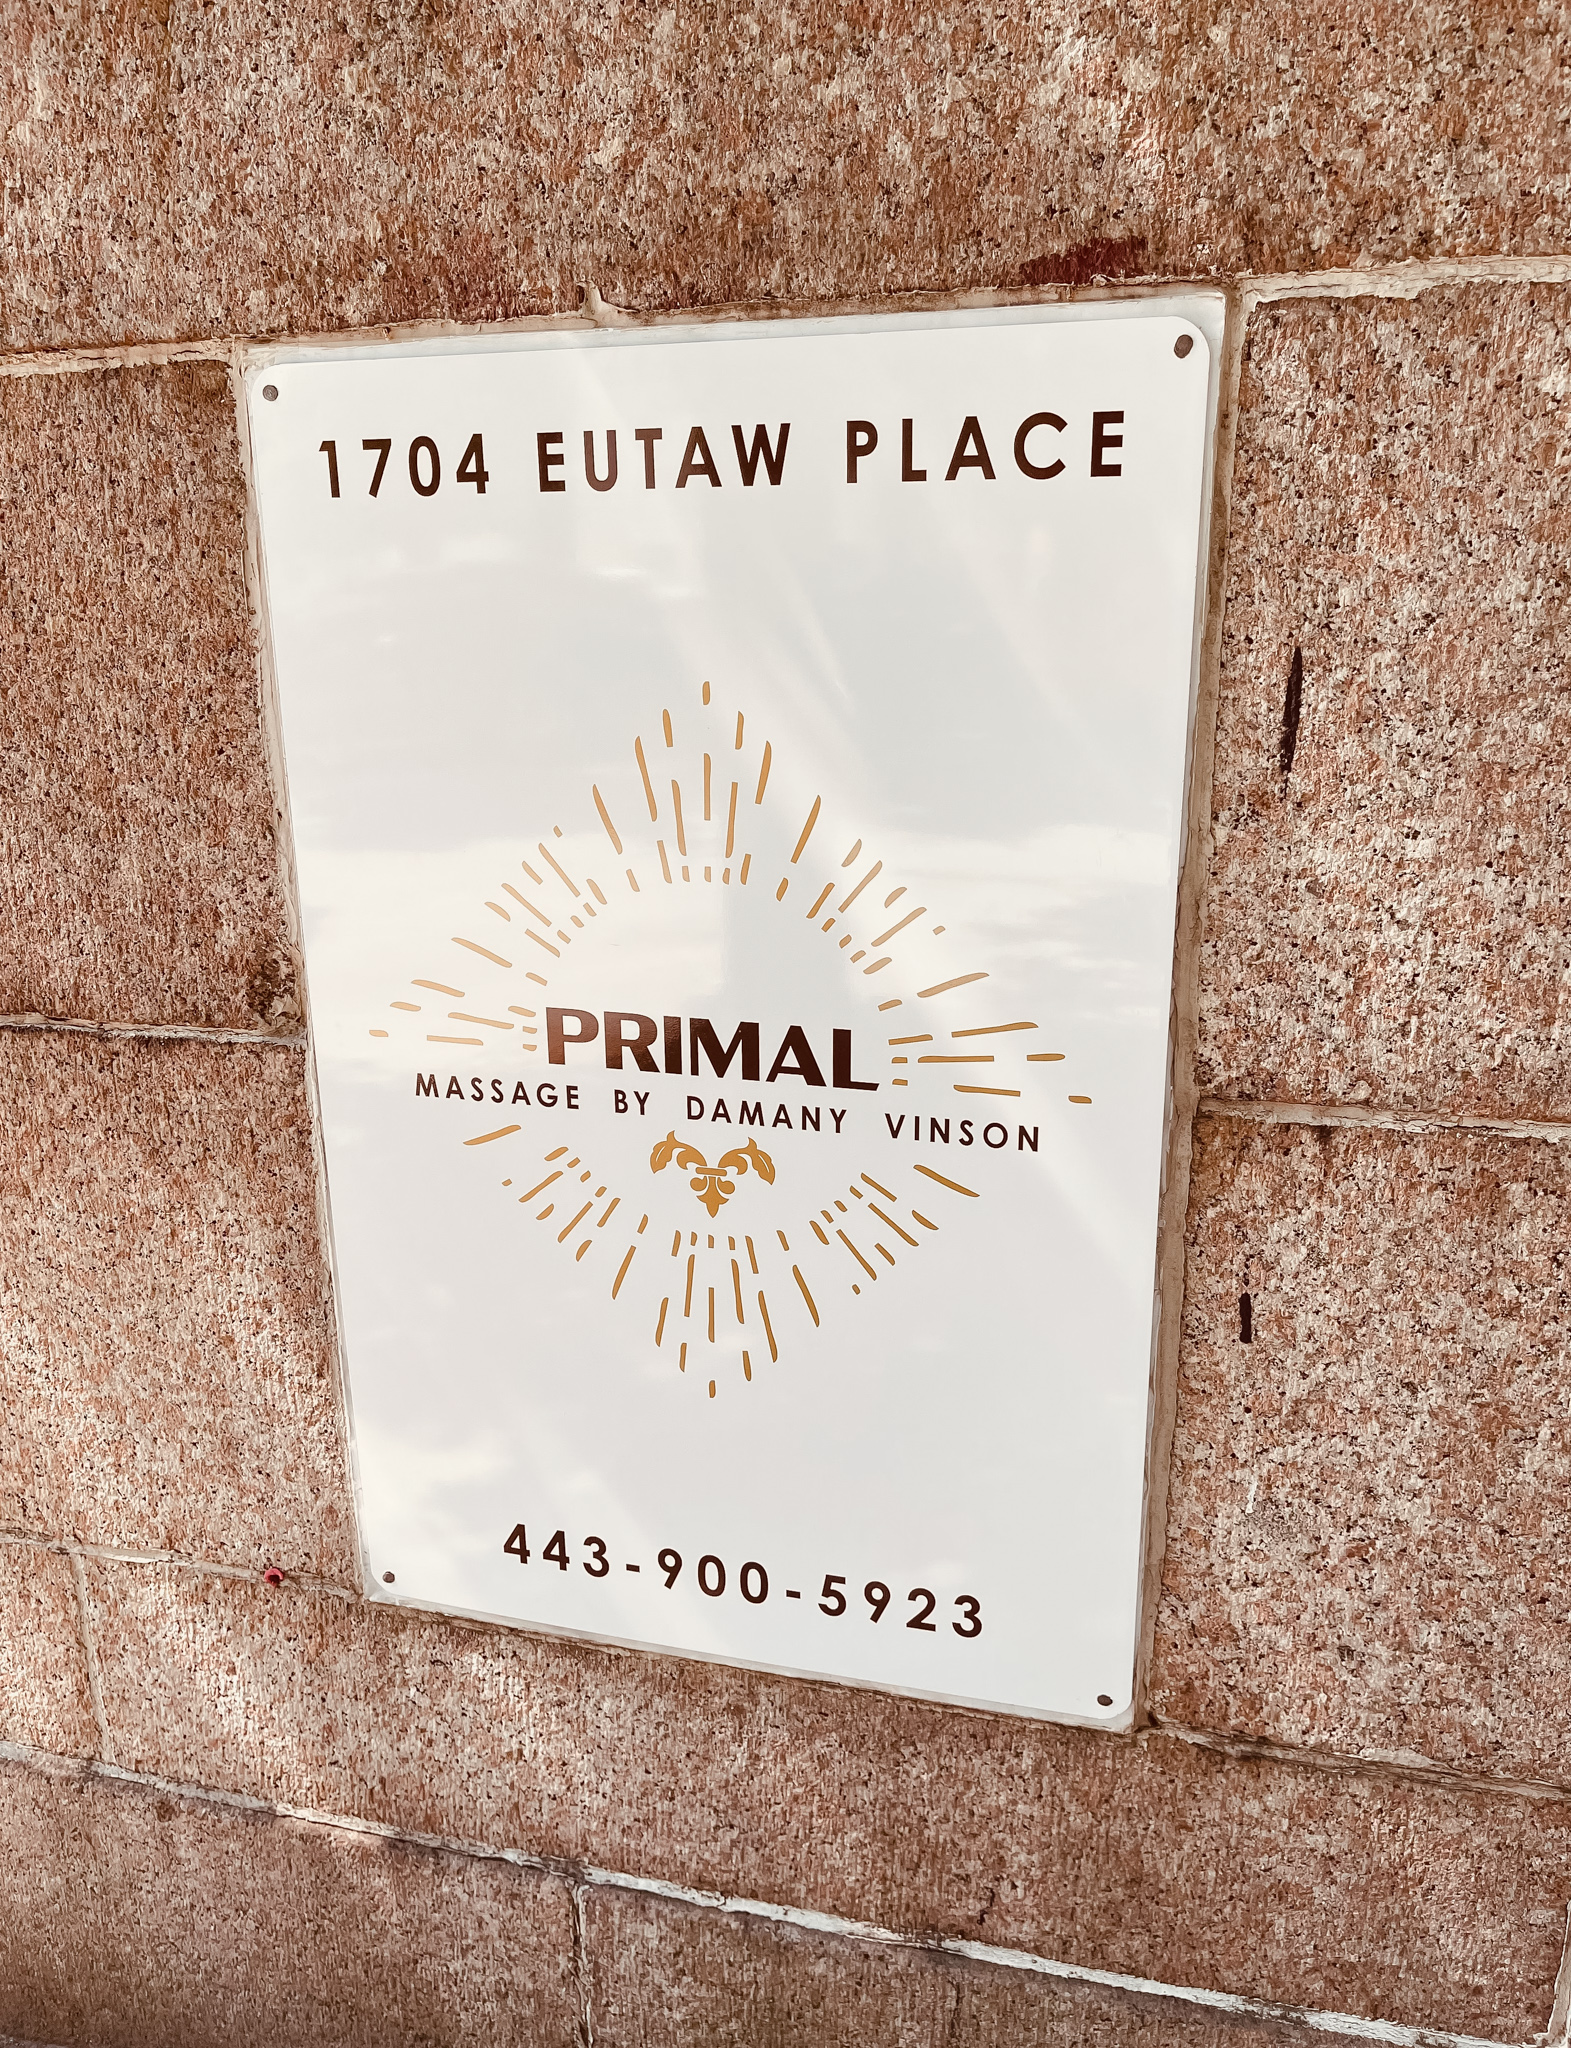 1704 EUTAW PLACE
PRIMAL
MASSAGE BY DAMANY VINSON
443-900-5923